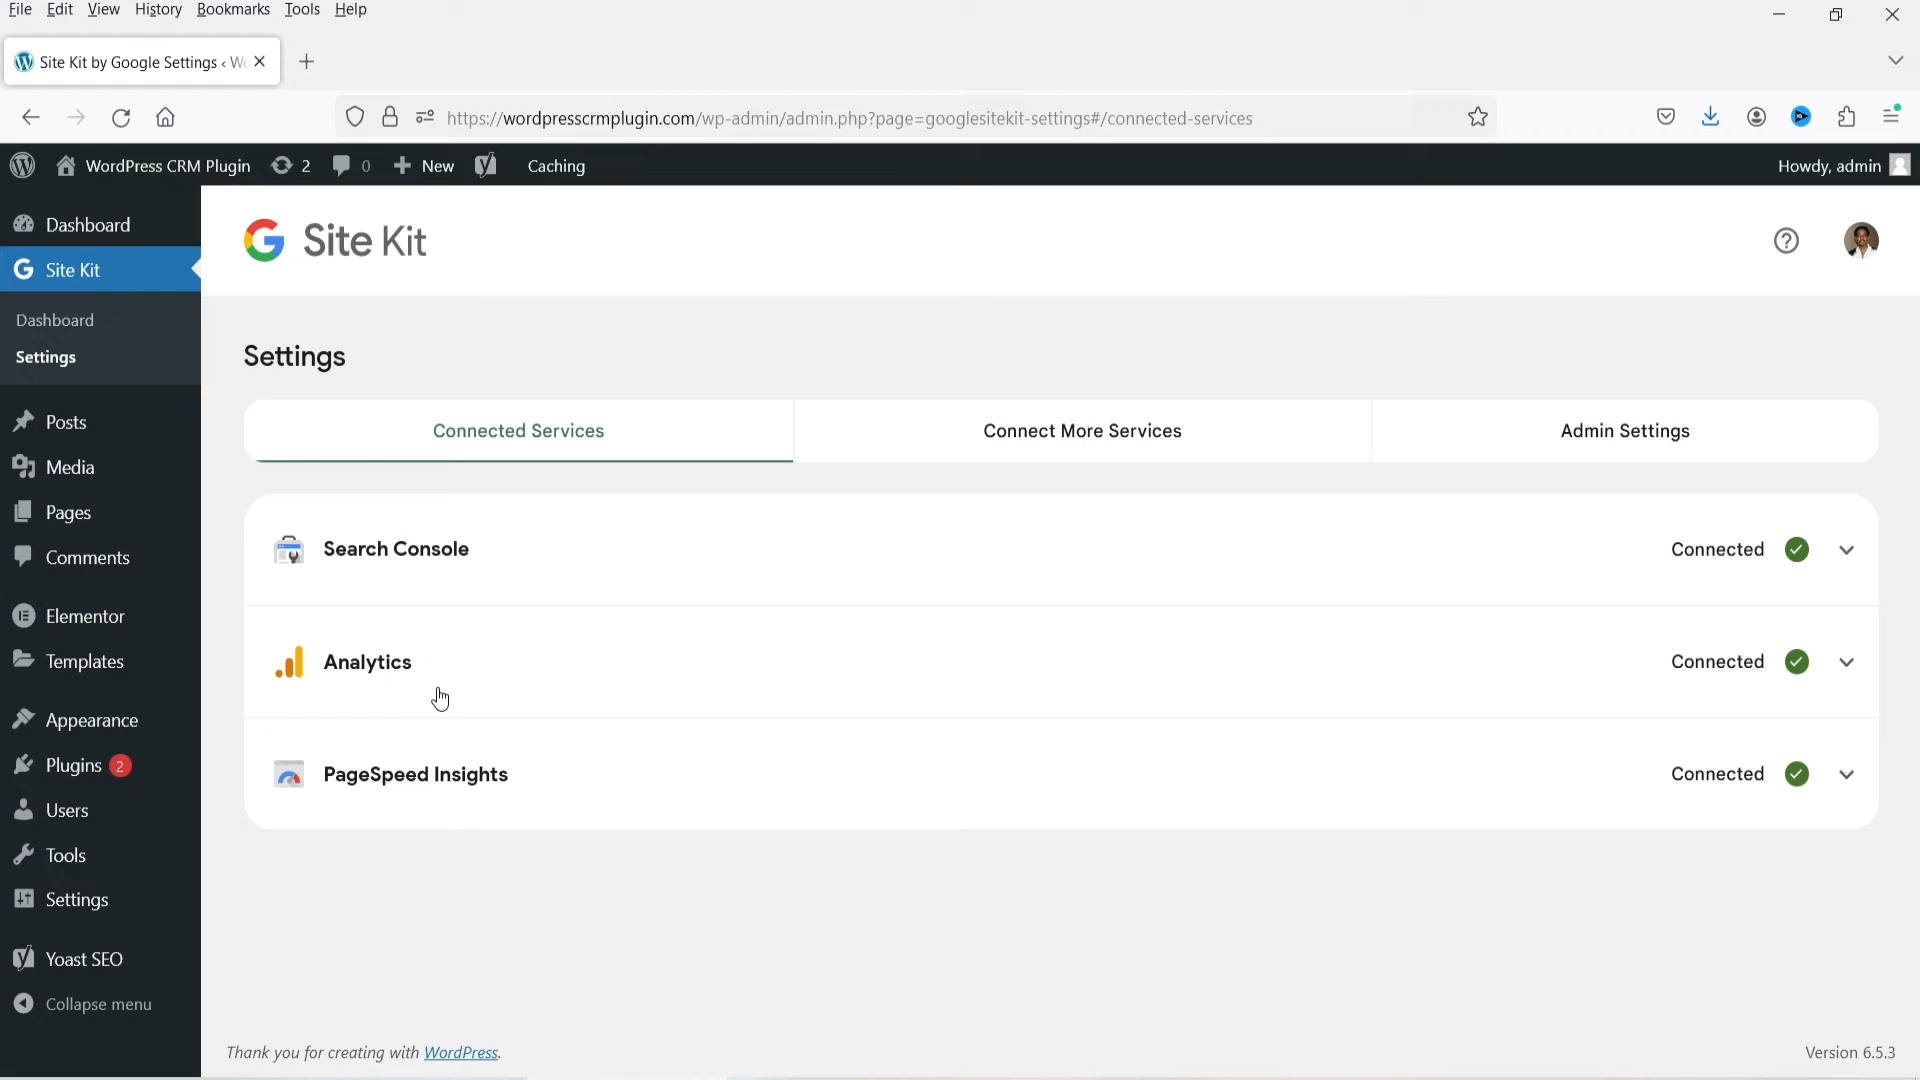 File Edit View History Bookmarks Tools Help
Site Kit by Google Settings ‹ Wo
https://wordpresscrmplugin.com/wp-admin/admin.php?page=googlesitekit-settings#/connected-services
WordPress CRM Plugin 2 0 New Caching Howdy, admin
Dashboard
Site Kit
Dashboard
Settings
Posts
Media
Pages
Comments
Elementor
Templates
Appearance
Plugins 2
Users
Tools
Settings
Yoast SEO
Collapse menu
Site Kit
Settings
Connected Services Connect More Services Admin Settings
Search Console Connected
Analytics Connected
PageSpeed Insights Connected
Thank you for creating with WordPress. Version 6.5.3